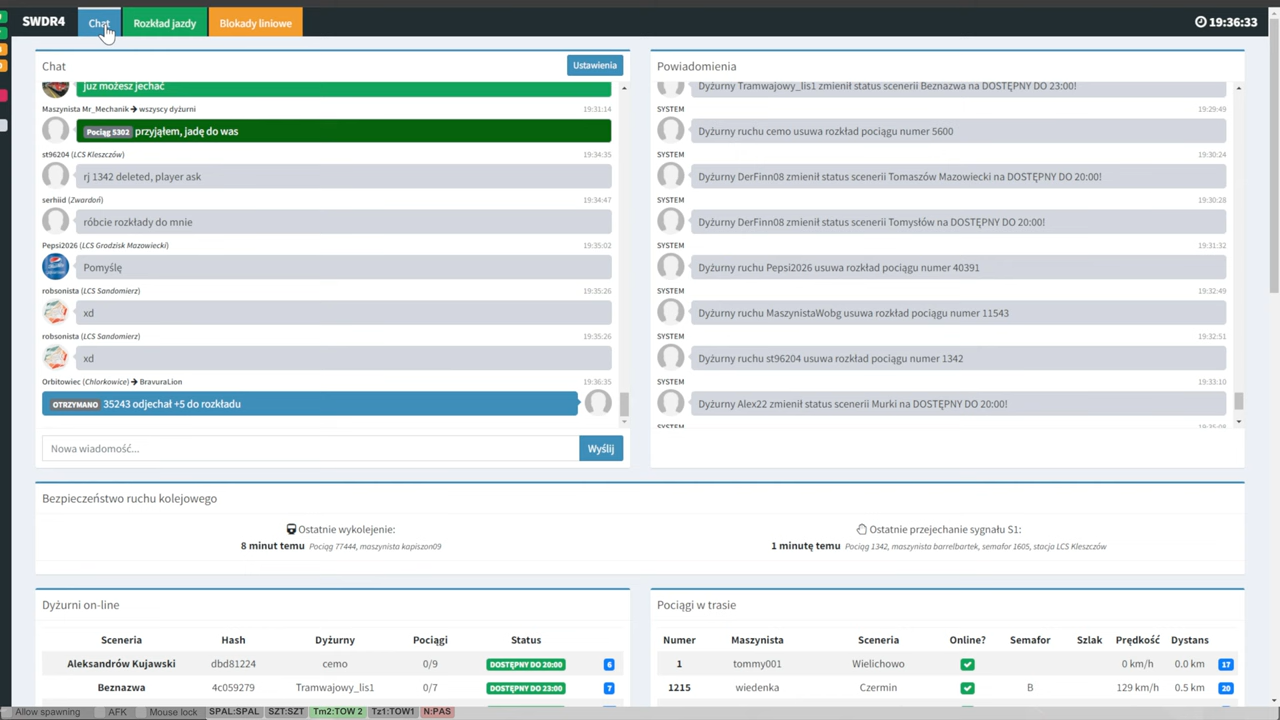 SWDR4 Chat Rozkład jazdy Blokady liniowe 19:36:33
Chat Ustawienia
już możesz jechać
Maszynista Mr_Mechanik → wszyscy dyżurni 19:31:14
Pociąg 5302 przyjąłem, jadę do was
st96204 (LCS Kleszczów) 19:34:35
rj 1342 deleted, player ask
serhiid (Zwardoń) 19:34:47
róbcie rozkłady do mnie
Pepsi2026 (LCS Grodzisk Mazowiecki) 19:35:02
Pomyślę
robsonista (LCS Sandomierz) 19:35:26
xd
robsonista (LCS Sandomierz) 19:35:26
xd
Orbitowiec (Chlorkowice) → BravuraLion 19:36:35
OTRZYMANO 35243 odjechał +5 do rozkładu
Nowa wiadomość... Wyślij
Powiadomienia
Dyżurny Tramwajowy_lis1 zmienił status scenerii Beznazwa na DOSTĘPNY DO 23:00!
SYSTEM 19:29:49
Dyżurny ruchu cemo usuwa rozkład pociągu numer 5600
SYSTEM 19:30:24
Dyżurny DerFinn08 zmienił status scenerii Tomaszów Mazowiecki na DOSTĘPNY DO 20:00!
SYSTEM 19:30:28
Dyżurny DerFinn08 zmienił status scenerii Tomysłów na DOSTĘPNY DO 20:00!
SYSTEM 19:31:32
Dyżurny ruchu Pepsi2026 usuwa rozkład pociągu numer 40391
SYSTEM 19:32:49
Dyżurny ruchu MaszynistaWobg usuwa rozkład pociągu numer 11543
SYSTEM 19:32:51
Dyżurny ruchu st96204 usuwa rozkład pociągu numer 1342
SYSTEM 19:33:10
Dyżurny Alex22 zmienił status scenerii Murki na DOSTĘPNY DO 20:00!
SYSTEM
Bezpieczeństwo ruchu kolejowego
Ostatnie wykolejenie:
8 minut temu Pociąg 77444, maszynista kapiszon09
Ostatnie przejechanie sygnału S1:
1 minutę temu Pociąg 1342, maszynista barrelbartek, semafor 1605, stacja LCS Kleszczów
Dyżurni on-line
Sceneria Hash Dyżurny Pociągi Status
Aleksandrów Kujawski dbd81224 cemo 0/9 DOSTĘPNY DO 20:00 6
Beznazwa 4c059279 Tramwajowy_lis1 0/7 DOSTĘPNY DO 23:00 7
Pociągi w trasie
Numer Maszynista Sceneria Online? Semafor Szlak Prędkość Dystans
1 tommy001 Wielichowo 0 km/h 0.0 km 17
1215 wiedenka Czermin B 129 km/h 0.5 km 20
Allow spawning AFK Mouse lock SPAL:SPAL SZT:SZT Tm2:TOW 2 Tz1:TOW1 N:PAS